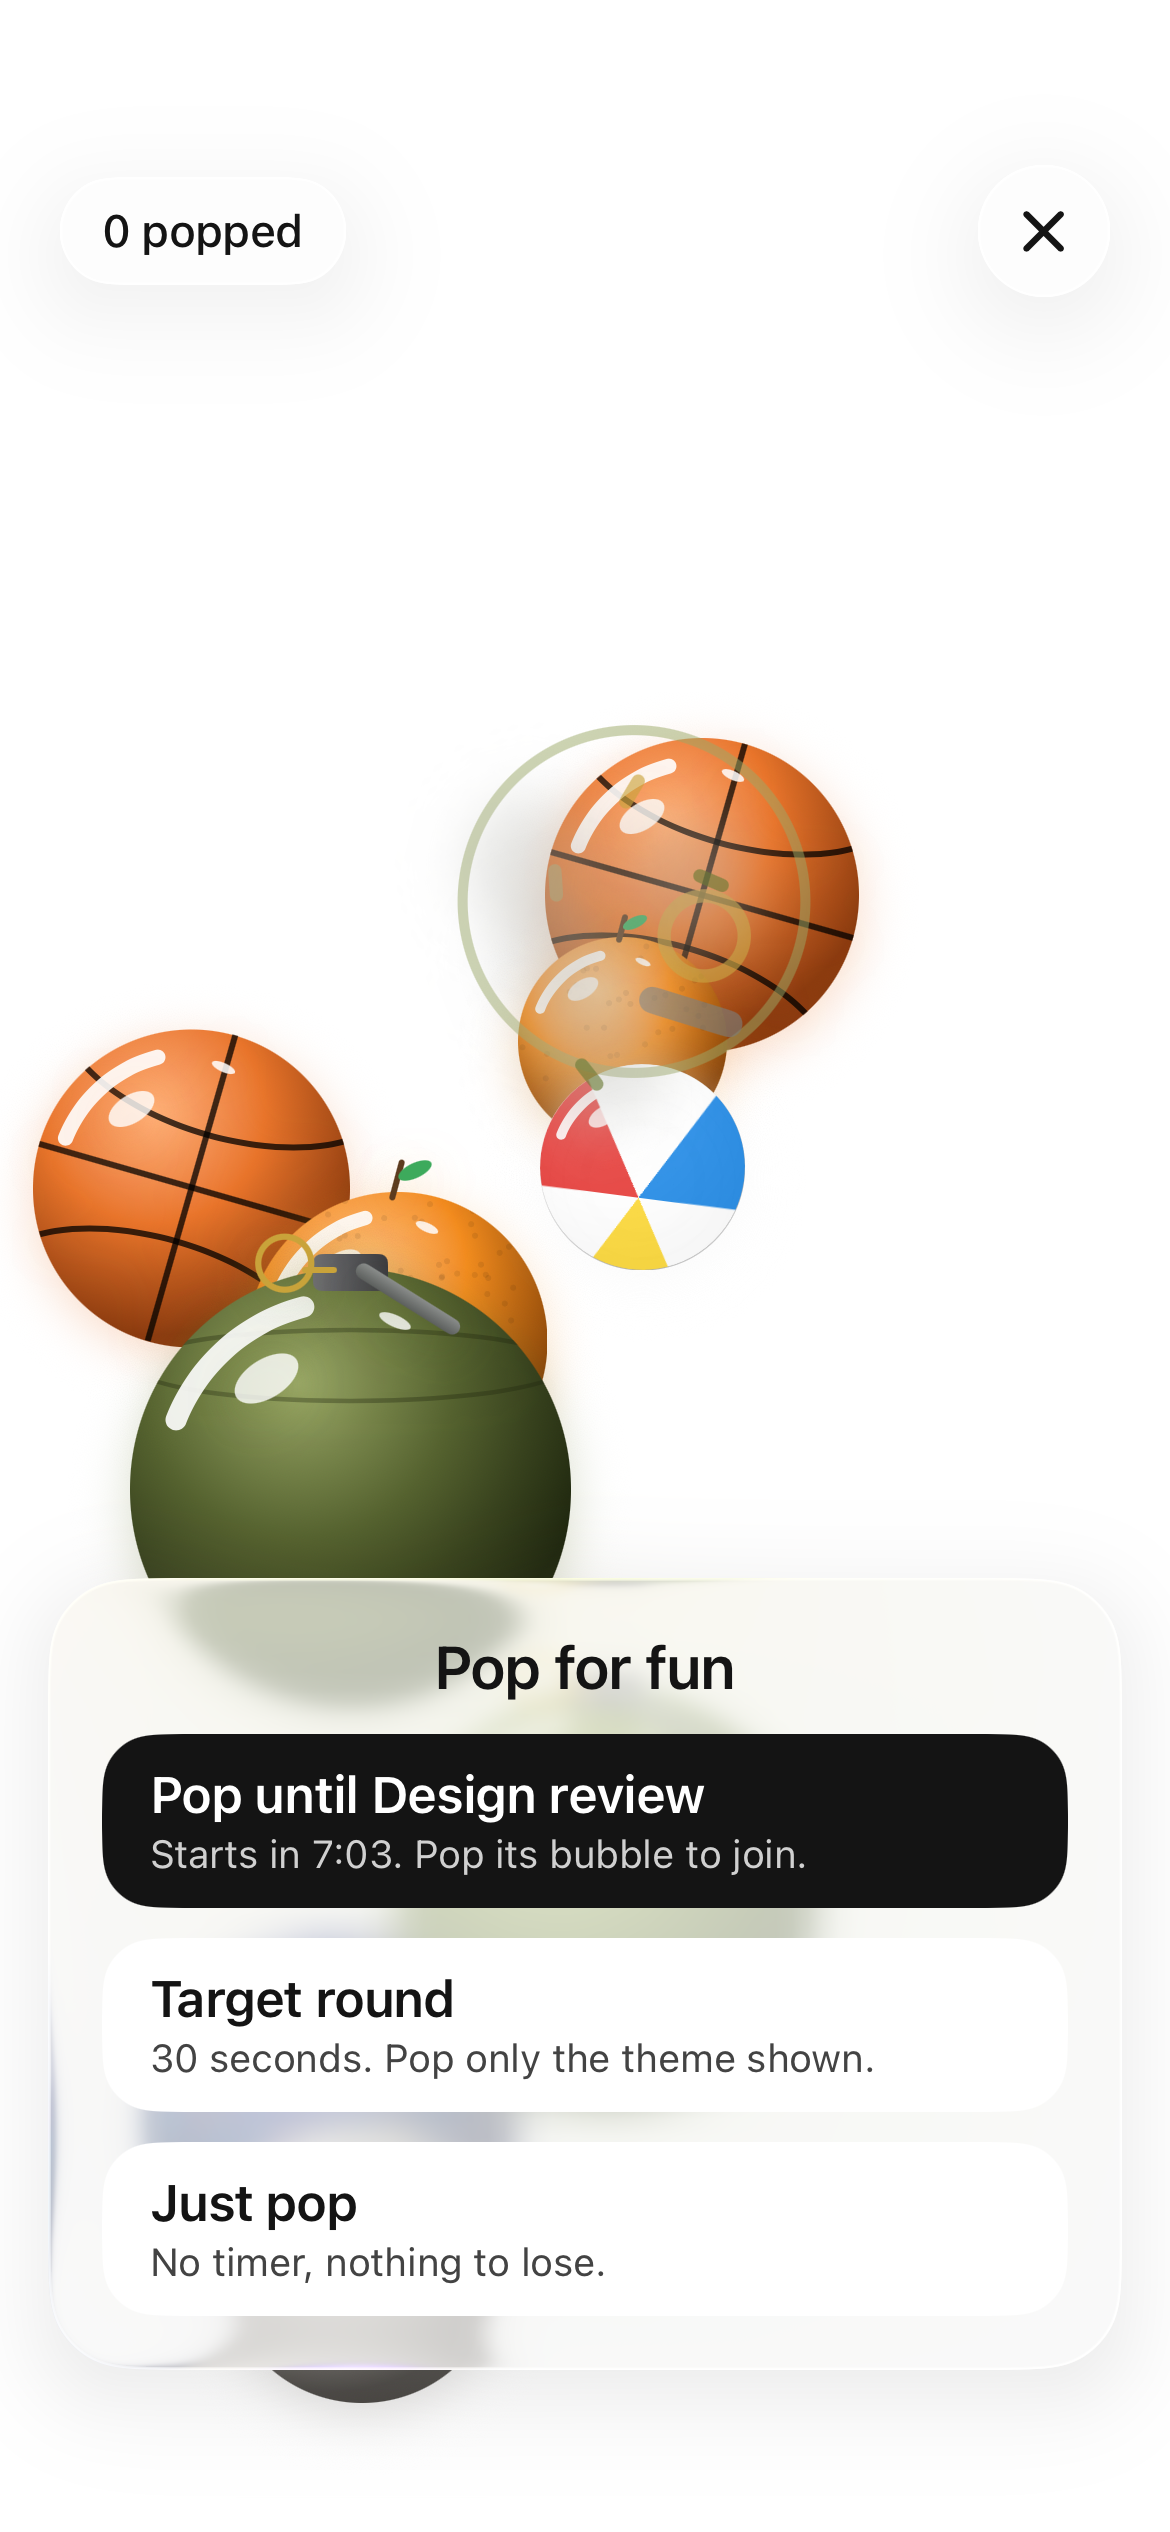 0 popped
Pop for fun
Pop until Design review
Starts in 7:03. Pop its bubble to join.
Target round
30 seconds. Pop only the theme shown.
Just pop
No timer, nothing to lose.